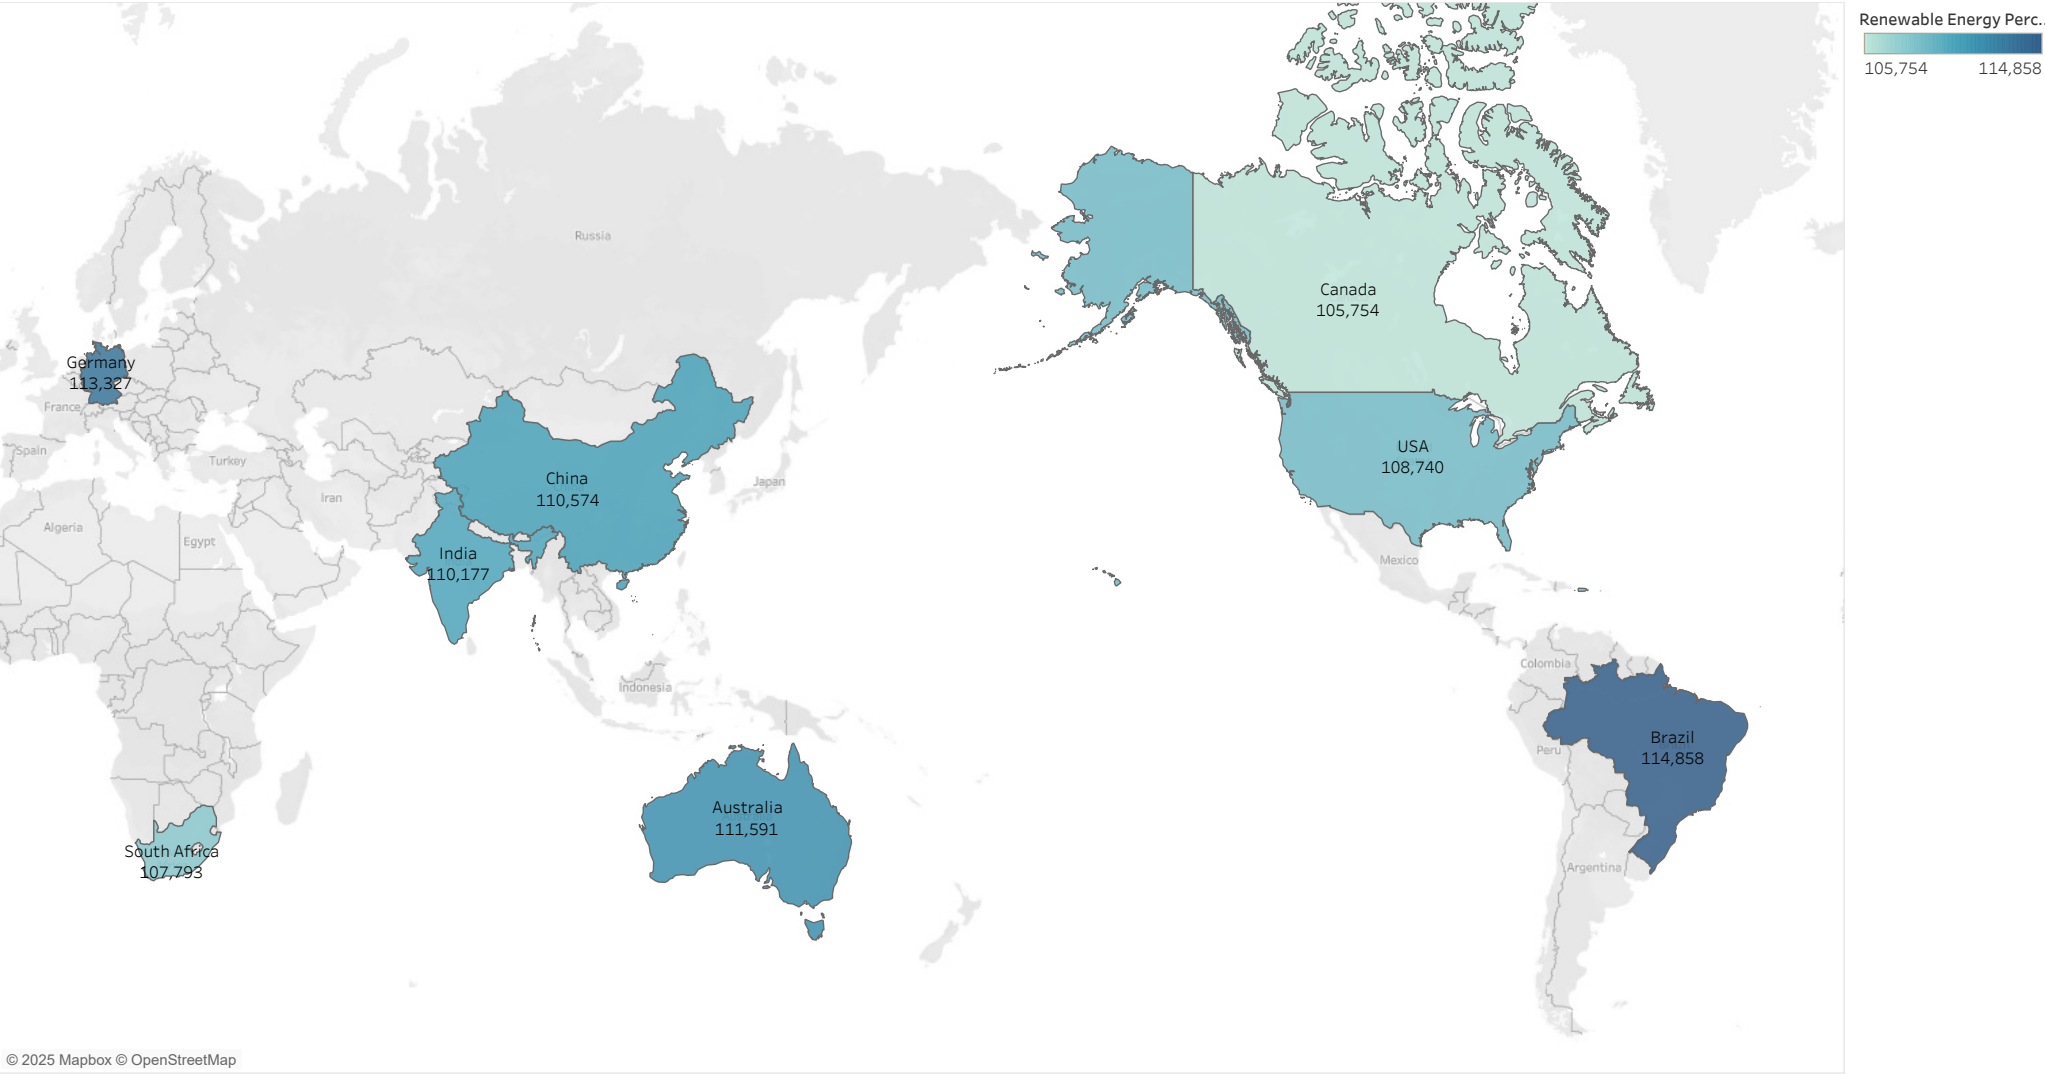 Renewable Energy Perc..
105,754 114,858
Russia
Canada
105,754
Germany
113,327
France
Spain
Turkey
Iran
Algeria
Egypt
China
110,574
Japan
India
110,177
USA
108,740
Mexico
Colombia
Indonesia
Peru
Brazil
114,858
Australia
111,591
South Africa
107,793
Argentina
© 2025 Mapbox © OpenStreetMap